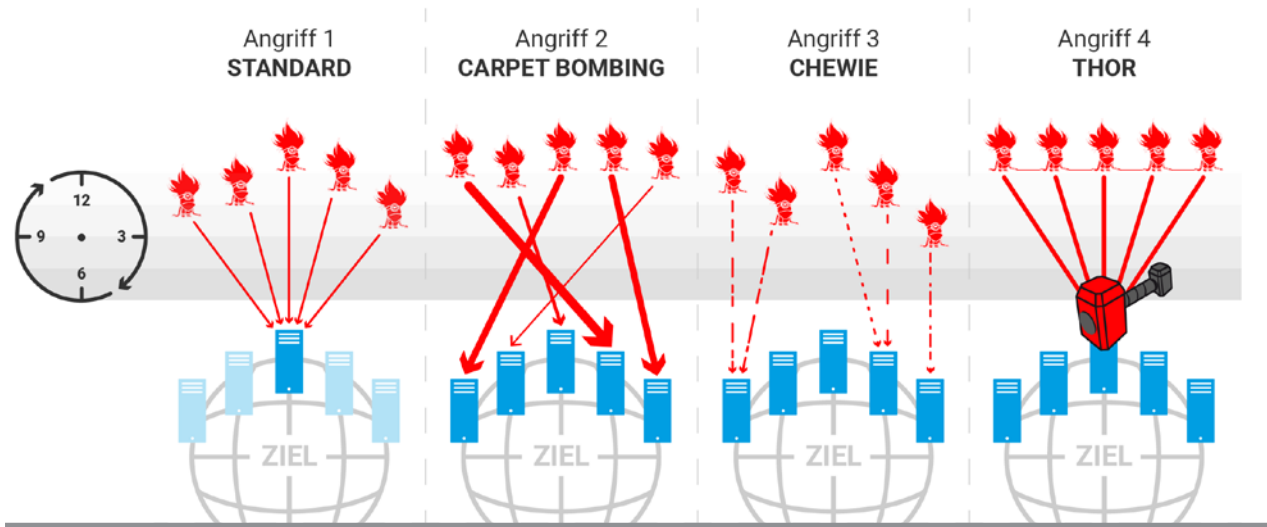 Angriff 1
STANDARD
Angriff 2
CARPET BOMBING
Angriff 3
CHEWIE
Angriff 4
THOR
12
9
3
6
ZIEL
ZIEL
ZIEL
ZIEL